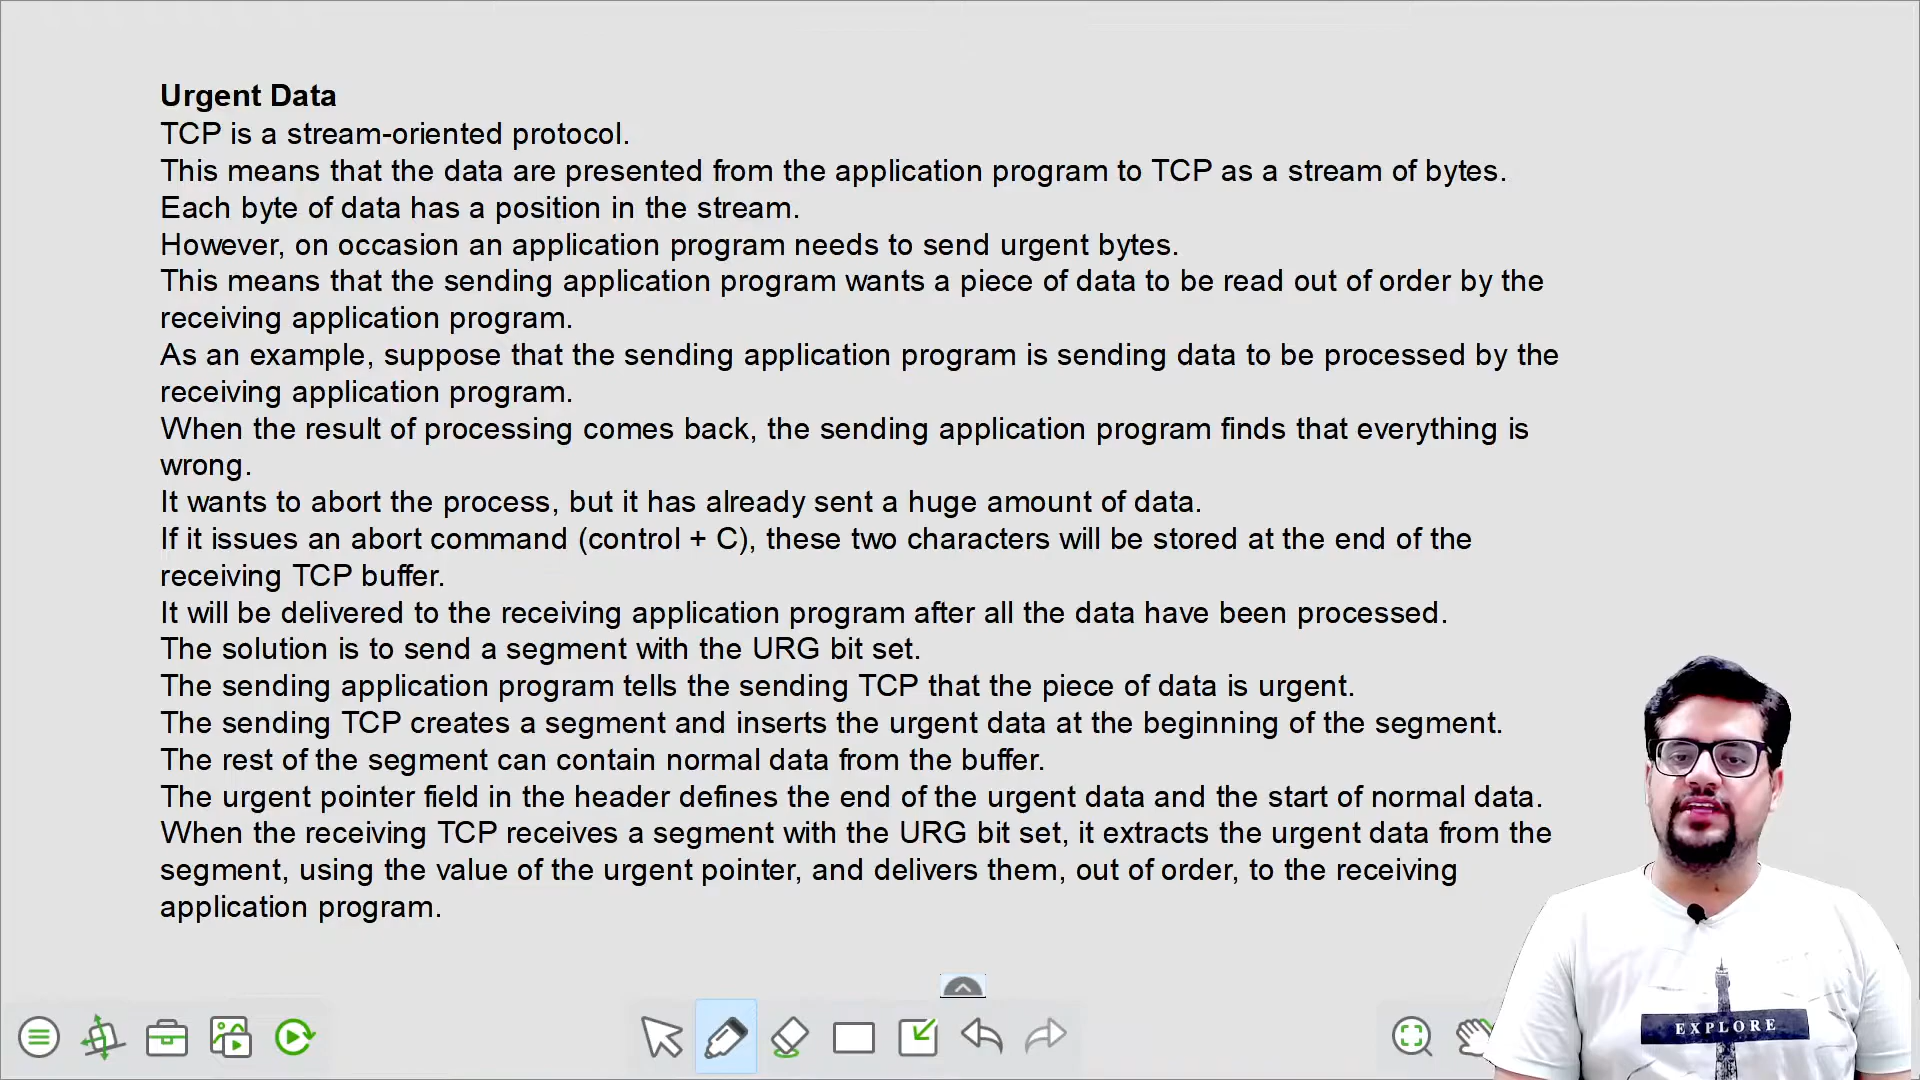 Urgent Data
TCP is a stream-oriented protocol.
This means that the data are presented from the application program to TCP as a stream of bytes.
Each byte of data has a position in the stream.
However, on occasion an application program needs to send urgent bytes.
This means that the sending application program wants a piece of data to be read out of order by the
receiving application program.
As an example, suppose that the sending application program is sending data to be processed by the
receiving application program.
When the result of processing comes back, the sending application program finds that everything is
wrong.
It wants to abort the process, but it has already sent a huge amount of data.
If it issues an abort command (control + C), these two characters will be stored at the end of the
receiving TCP buffer.
It will be delivered to the receiving application program after all the data have been processed.
The solution is to send a segment with the URG bit set.
The sending application program tells the sending TCP that the piece of data is urgent.
The sending TCP creates a segment and inserts the urgent data at the beginning of the segment.
The rest of the segment can contain normal data from the buffer.
The urgent pointer field in the header defines the end of the urgent data and the start of normal data.
When the receiving TCP receives a segment with the URG bit set, it extracts the urgent data from the
segment, using the value of the urgent pointer, and delivers them, out of order, to the receiving
application program.
EXPLORE